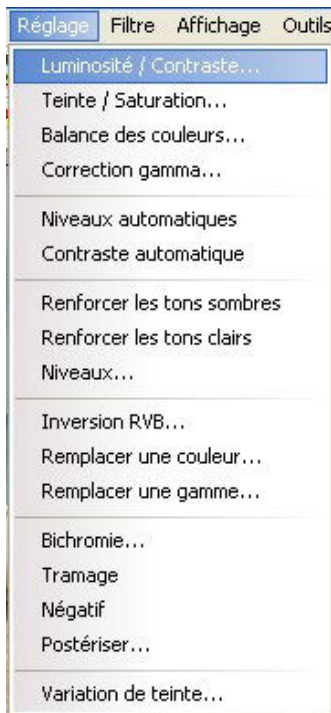 Réglage Filtre Affichage Outils
Luminosité / Contraste...
Teinte / Saturation...
Balance des couleurs...
Correction gamma...
Niveaux automatiques
Contraste automatique
Renforcer les tons sombres
Renforcer les tons clairs
Niveaux...
Inversion RVB...
Remplacer une couleur...
Remplacer une gamme...
Bichromie...
Tramage
Négatif
Postériser...
Variation de teinte...